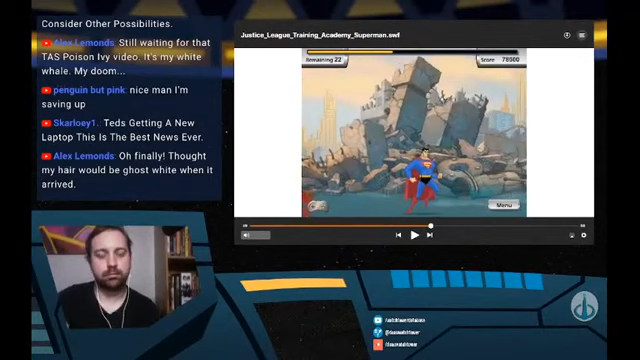 Consider Other Possibilities.
Alex Lemonds: Still waiting for that
TAS Poison Ivy video. It's my white
whale. My doom...
penguin but pink: nice man I'm
saving up
Skarloey1.: Teds Getting A New
Laptop This Is The Best News Ever.
Alex Lemonds: Oh finally! Thought
my hair would be ghost white when it
arrived.
Justice_League_Training_Academy_Superman.swf
Remaining 22
Score 78900
Menu